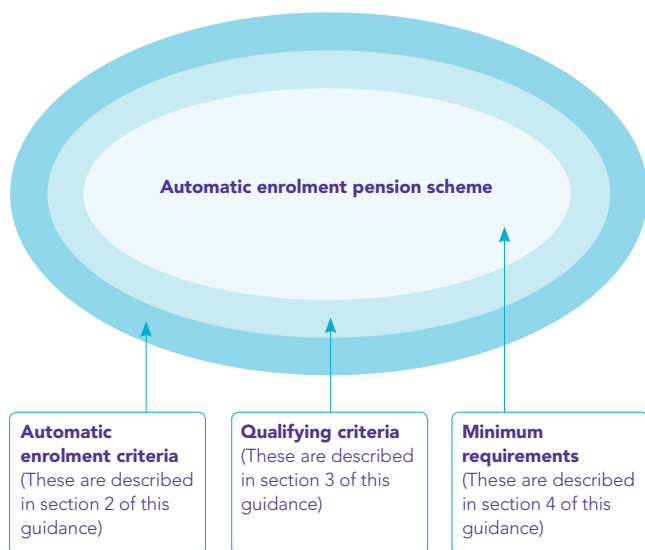 Automatic enrolment pension scheme
Automatic
enrolment criteria
(These are described
in section 2 of this
guidance)
Qualifying criteria
(These are described
in section 3 of this
guidance)
Minimum
requirements
(These are described
in section 4 of this
guidance)